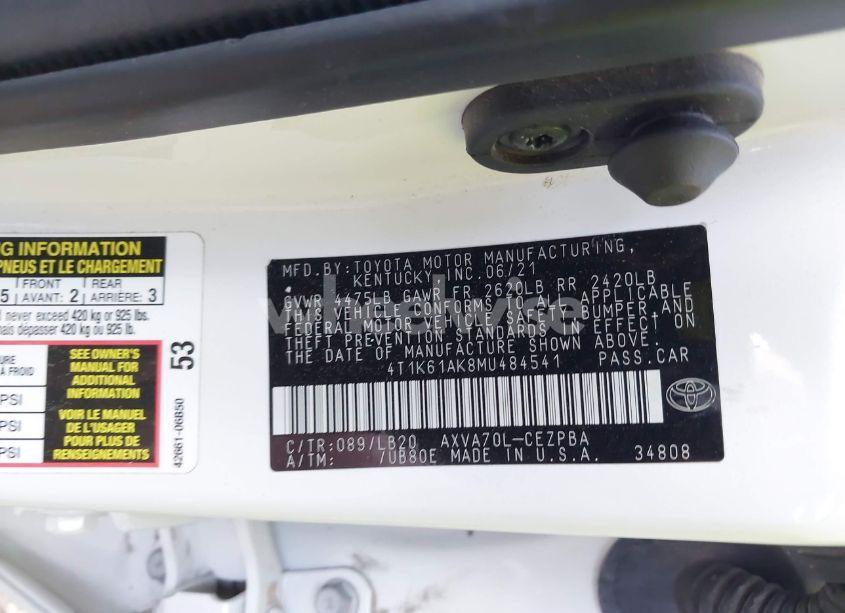 NG INFORMATION
PNEUS ET LE CHARGEMENT
5 FRONT REAR
AVANT: 2 ARRIÈRE: 3
never exceed 420 kg or 925 lbs.
mais dépasser 420 kg ou 925 lb.
SEE OWNER'S
MANUAL FOR
ADDITIONAL
INFORMATION
VOIR LE MANUEL
DE L'USAGER
POUR PLUS DE
RENSEIGNEMENTS
URE
À FROID
PSI
PSI
PSI
53
42661-06850
MFD.BY:TOYOTA MOTOR MANUFACTURING,
KENTUCKY, INC.06/21
GVWR 4475LB GAWR FR 2620LB RR 2420LB
THIS VEHICLE CONFORMS TO ALL APPLICABLE
FEDERAL MOTOR VEHICLE SAFETY, BUMPER, AND
THEFT PREVENTION STANDARDS IN EFFECT ON
THE DATE OF MANUFACTURE SHOWN ABOVE.
4T1K61AK8MU484541 PASS.CAR
C/TR:089/LB20 AXVA70L-CEZPBA
A/TM: 7UB80E MADE IN U.S.A. 34808
TOYOTA